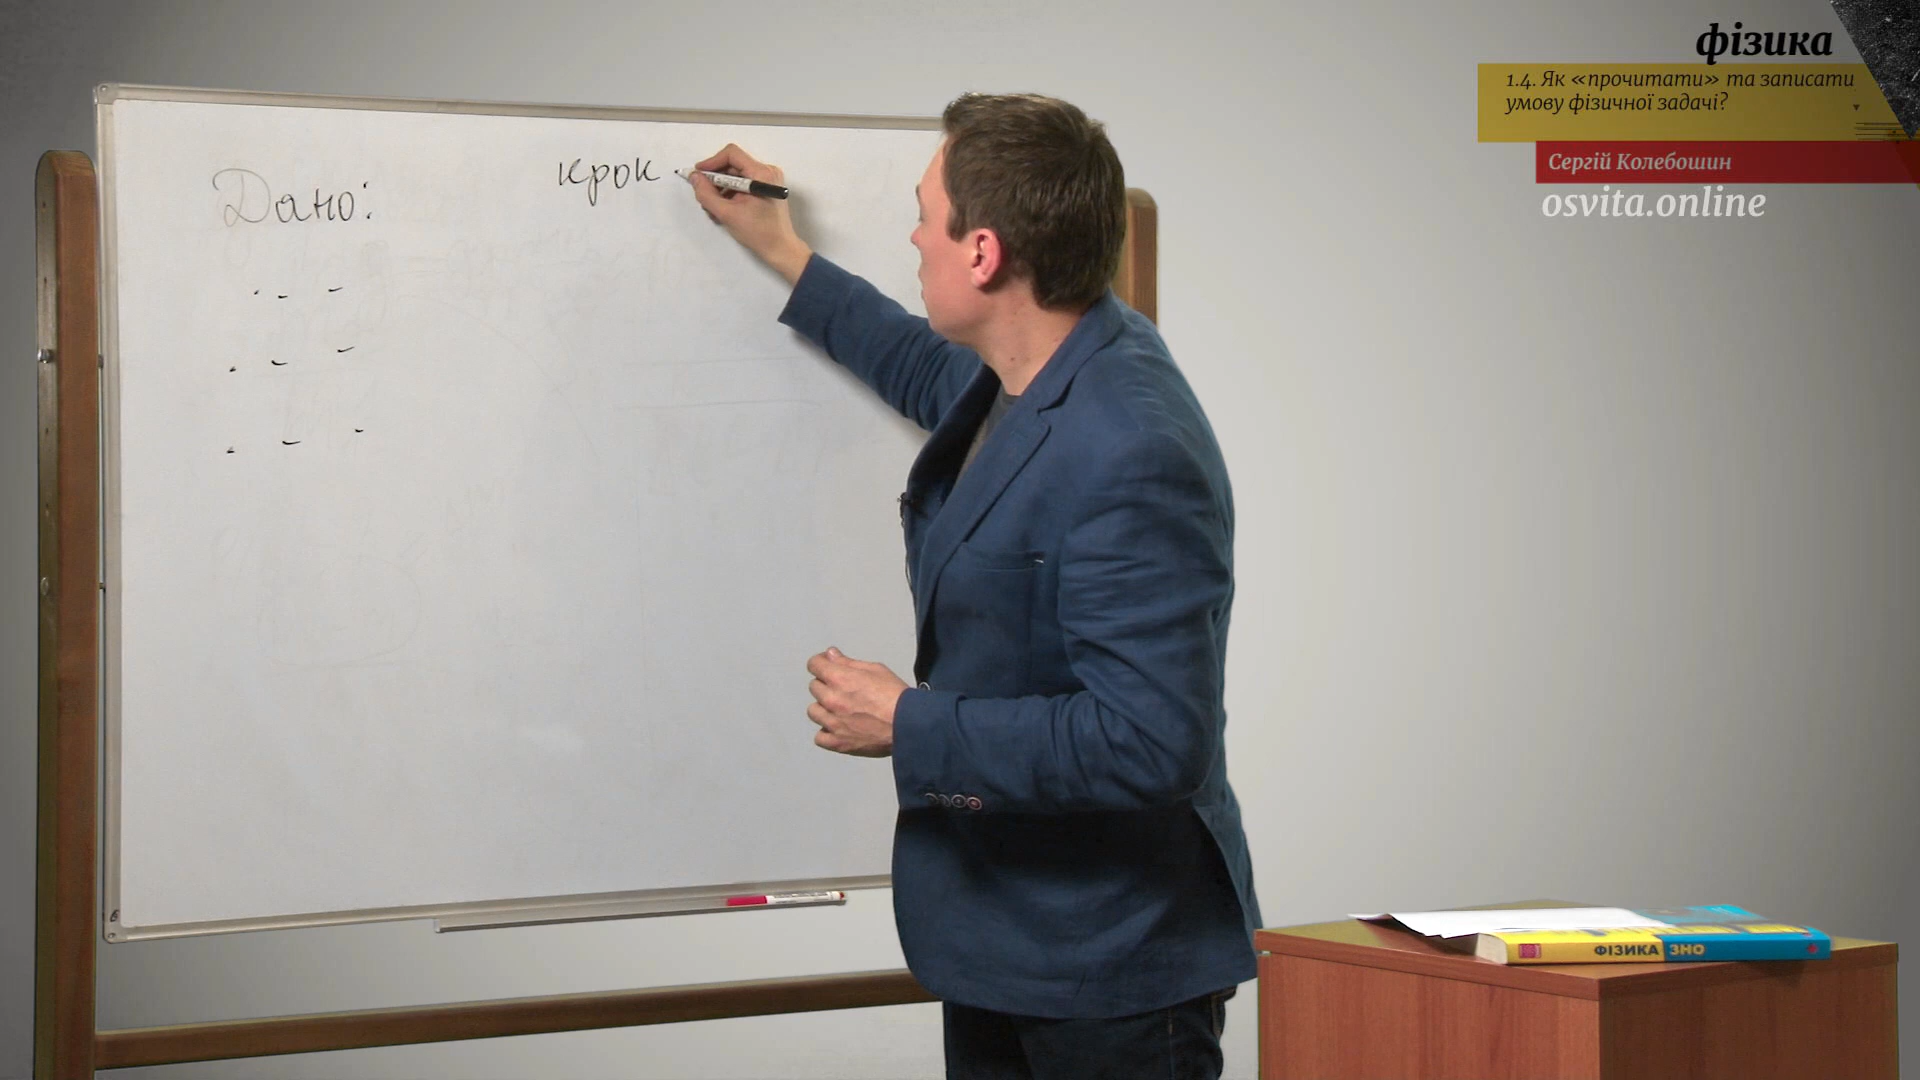 фізика
1.4. Як «прочитати» та записати
умову фізичної задачі?
Сергій Колебошин
osvita.online
Дано:
крок
ФІЗИКА ЗНО